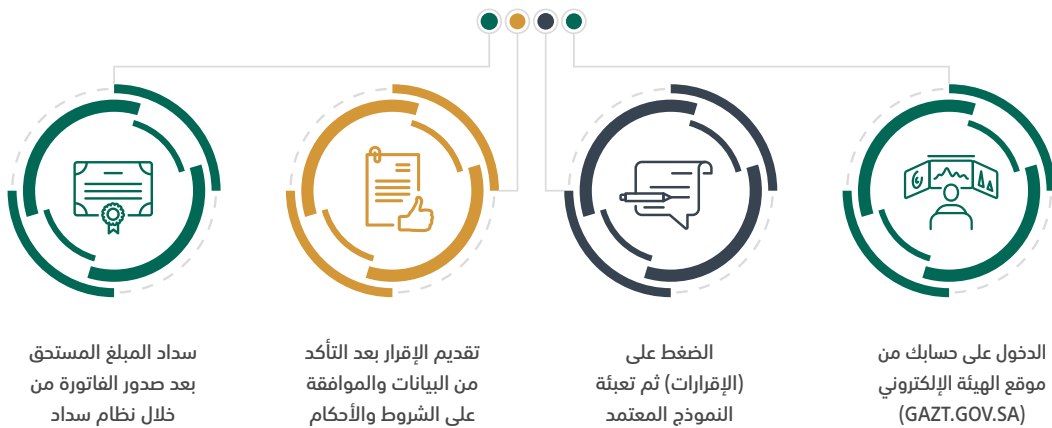 الدخول على حسابك من
موقع الهيئة الإلكتروني
(GAZT.GOV.SA)
الضغط على
(الإقرارات) ثم تعبئة
النموذج المعتمد
تقديم الإقرار بعد التأكد
من البيانات والموافقة
على الشروط والأحكام
سداد المبلغ المستحق
بعد صدور الفاتورة من
خلال نظام سداد